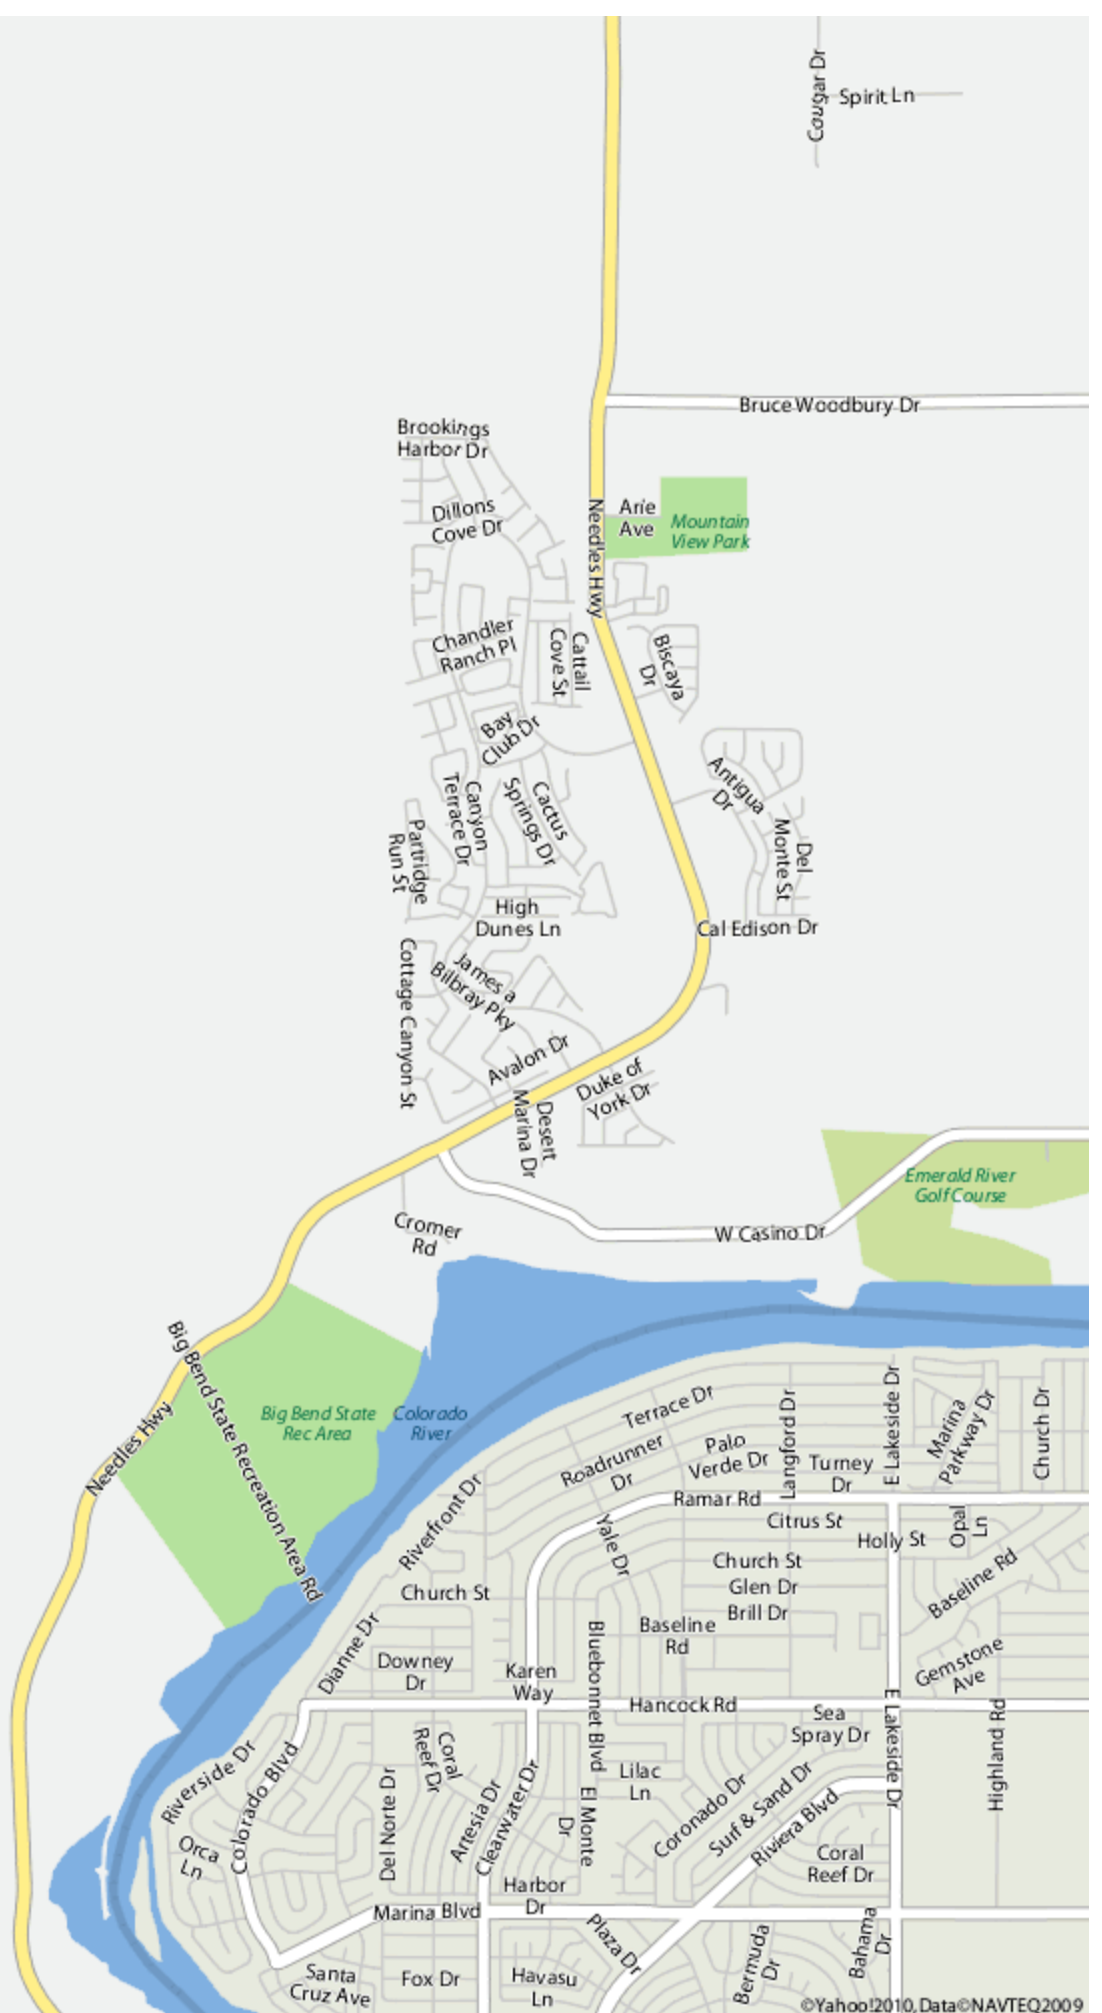 Cougar Dr
Spirit Ln
Bruce Woodbury Dr
Brookings
Harbor Dr
Needles Hwy
Arie
Ave
Mountain
View Park
Dillons
Cove Dr
Chandler
Ranch Pl
Cattail
Cove St
Biscaya
Dr
Bay
Club Dr
Antigua
Dr
Canyon
Terrace Dr
Cactus
Springs Dr
Partridge
Run St
Del
Monte St
High
Dunes Ln
Cal Edison Dr
Cottage Canyon St
James a
Bilbray Pky
Avalon Dr
Duke of
York Dr
Desert
Marina Dr
Emerald River
Golf Course
Cromer
Rd
W Casino Dr
Big Bend State Recreation Area Rd
Needles Hwy
Big Bend State
Rec Area
Colorado
River
Terrace Dr
Langford Dr
E Lakeside Dr
Marina
Parkway Dr
Church Dr
Roadrunner
Dr
Palo
Verde Dr
Turney
Dr
Riverfront Dr
Ramar Rd
Yale Dr
Citrus St
Holly St
Opal
Ln
Church St
Church St
Glen Dr
Brill Dr
Baseline Rd
Dianne Dr
Bluebonnet Blvd
Baseline
Rd
Downey
Dr
Karen
Way
Gemstone
Ave
Hancock Rd
Sea
Spray Dr
E Lakeside Dr
Highland Rd
Riverside Dr
Colorado Blvd
Coral
Reef Dr
Del Norte Dr
Artesia Dr
Clearwater Dr
El Monte
Dr
Lilac
Ln
Coronado Dr
Surf & Sand Dr
Riviera Blvd
Orca
Ln
Coral
Reef Dr
Harbor
Dr
Marina Blvd
Plaza Dr
Bermuda
Dr
Bahama
Dr
Santa
Cruz Ave
Fox Dr
Havasu
Ln
©Yahoo!2010, Data©NAVTEQ2009